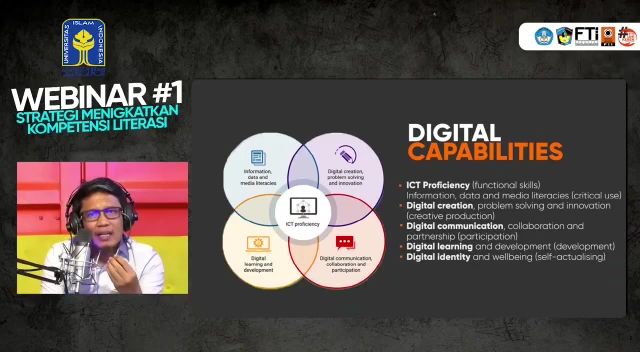 UNIVERSITAS
ISLAM
INDONESIA
FTi
WEBINAR #1
STRATEGI MENIGKATKAN
KOMPETENSI LITERASI
DIGITAL
CAPABILITIES
• ICT Proficiency (functional skills)
Information, data and media literacies (critical use)
• Digital creation, problem solving and innovation
(creative production)
• Digital communication, collaboration and
partnership (participation)
• Digital learning and development (development)
• Digital identity and wellbeing (self-actualising)
Information,
data and
media literacies
Digital creation,
problem solving
and innovation
ICT proficiency
Digital
learning and
development
Digital communication,
collaboration and
participation